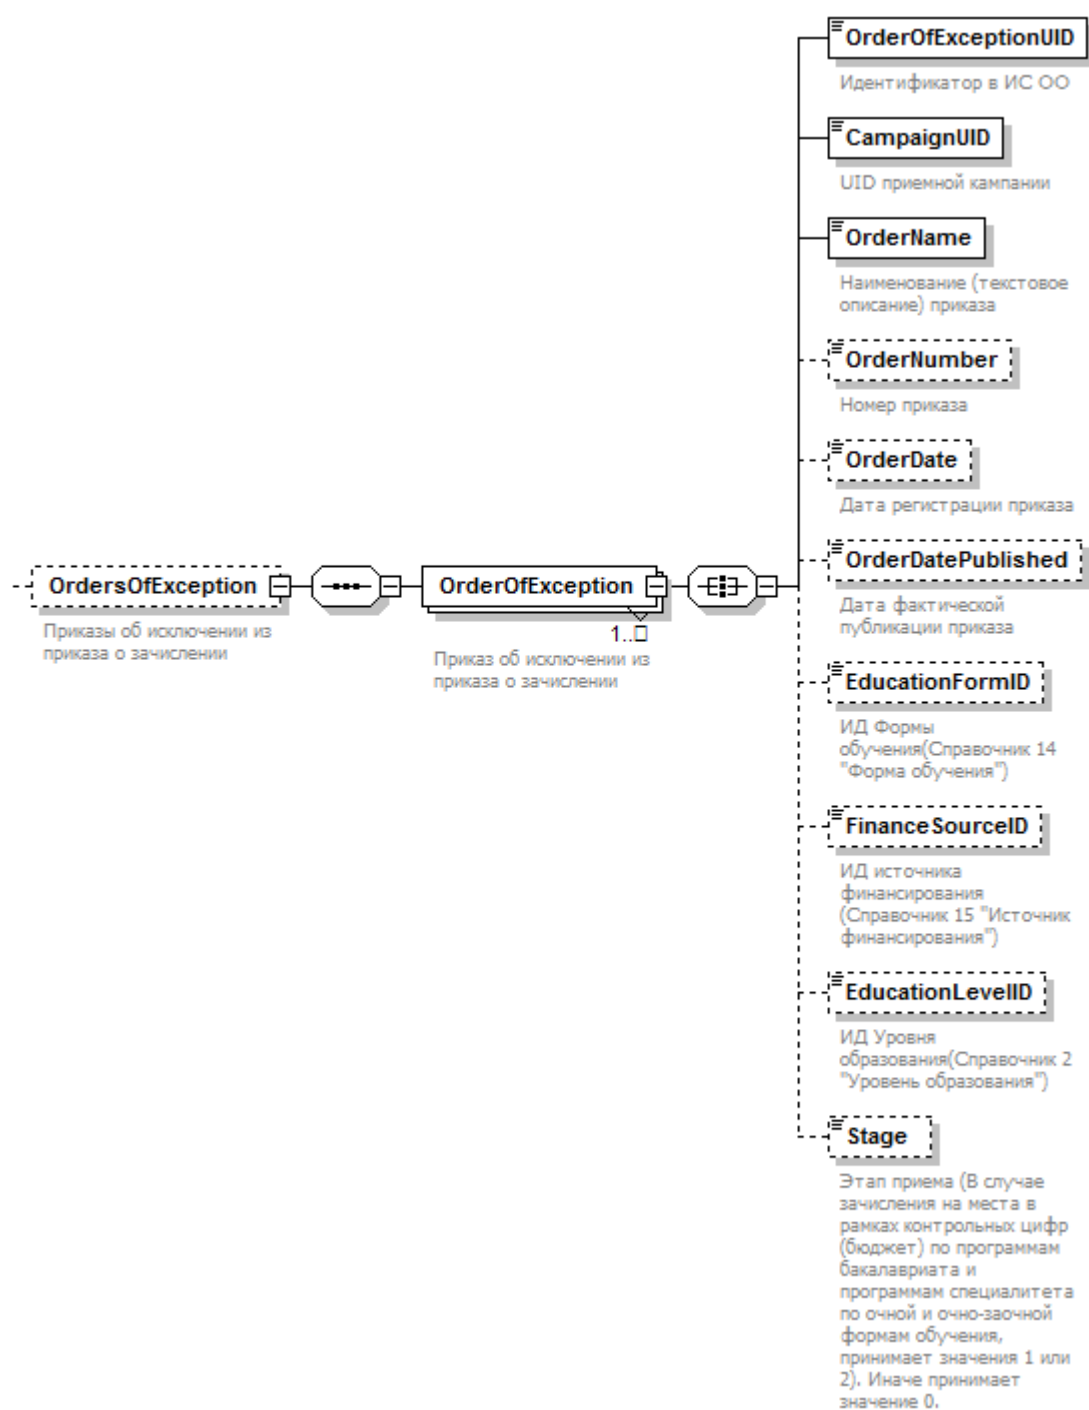 OrderOfExceptionUID
Идентификатор в ИС ОО
CampaignUID
UID приемной кампании
OrderName
Наименование (текстовое
описание) приказа
OrderNumber
Номер приказа
OrderDate
Дата регистрации приказа
OrderDatePublished
Дата фактической
публикации приказа
OrdersOfException
Приказы об исключении из
приказа о зачислении
OrderOfException
1..□
Приказ об исключении из
приказа о зачислении
EducationFormID
ИД Формы
обучения(Справочник 14
"Форма обучения")
FinanceSourceID
ИД источника
финансирования
(Справочник 15 "Источник
финансирования")
EducationLevelID
ИД Уровня
образования(Справочник 2
"Уровень образования")
Stage
Этап приема (В случае
зачисления на места в
рамках контрольных цифр
(бюджет) по программам
бакалавриата и
программам специалитета
по очной и очно-заочной
формам обучения,
принимает значения 1 или
2). Иначе принимает
значение 0.